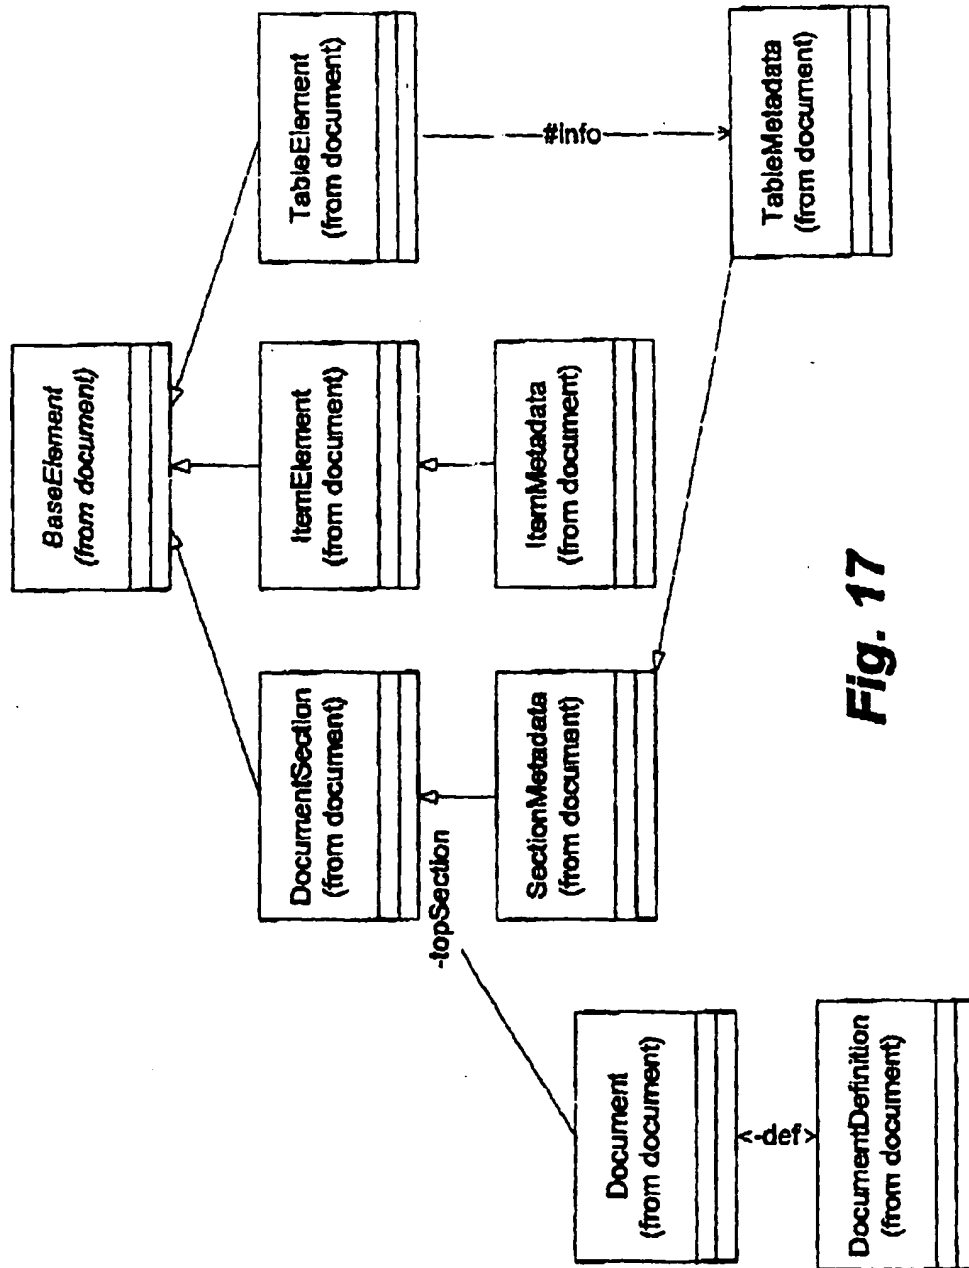 BaseElement
(from document)
DocumentSection
(from document)
ItemElement
(from document)
TableElement
(from document)
-topSection
#info
SectionMetadata
(from document)
ItemMetadata
(from document)
TableMetadata
(from document)
Document
(from document)
<-def>
DocumentDefinition
(from document)
Fig. 17